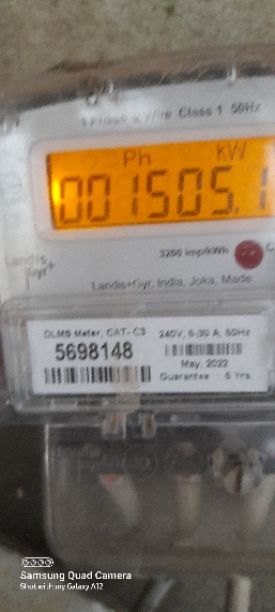 1 Phase 2 Wire Class 1 50Hz
Ph KW
001505.1
3200 imp/kWh
Landis
Gyr+
Landis+Gyr, India, Joka, Made
DLMS Meter, CAT-C3 240V, 5-30 A, 50Hz
5698148
May, 2022
Guarantee : 5 Yrs.
Samsung Quad Camera
Shot with my Galaxy A12